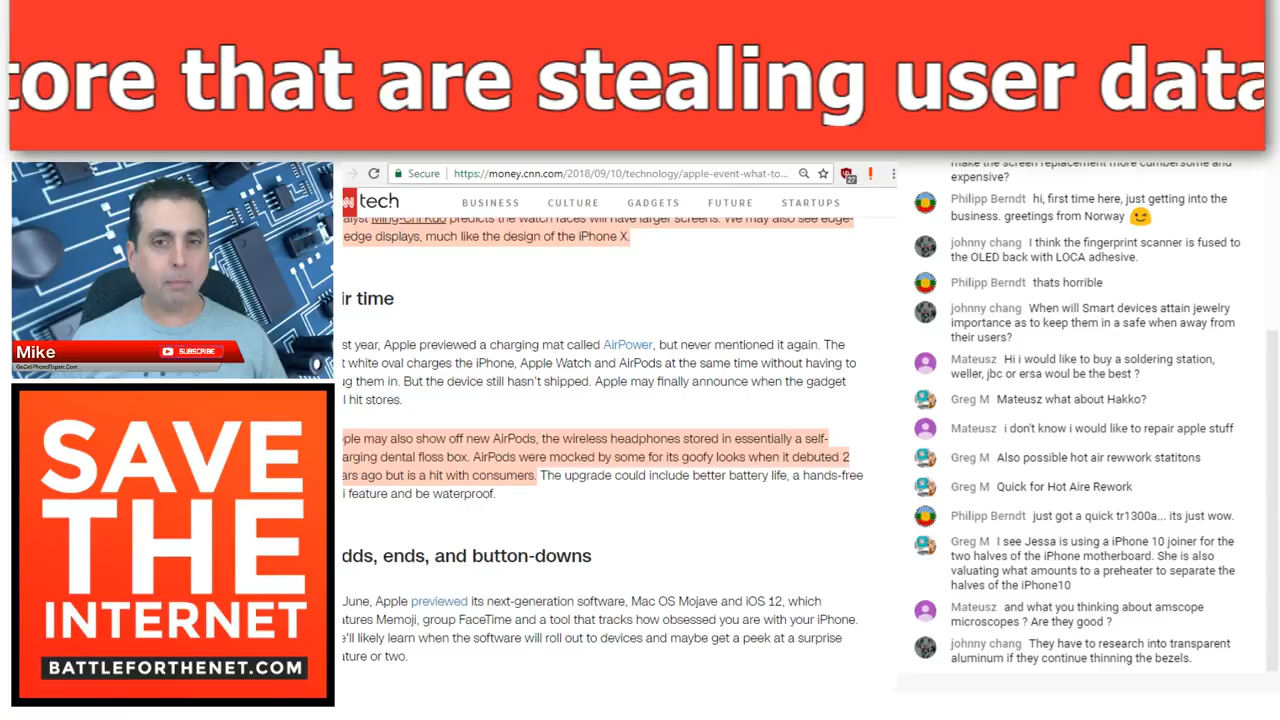 tore that are stealing user data
Mike
SUBSCRIBE
GoCellPhoneRepair.Com
SAVE
THE
INTERNET
BATTLEFORTHENET.COM
Secure
https://money.cnn.com/2018/09/10/technology/apple-event-what-to...
27
tech
BUSINESS CULTURE GADGETS FUTURE STARTUPS
alyst Ming-Chi Kuo predicts the watch faces will have larger screens. We may also see edge-
edge displays, much like the design of the iPhone X.
ir time
st year, Apple previewed a charging mat called AirPower, but never mentioned it again. The
t white oval charges the iPhone, Apple Watch and AirPods at the same time without having to
ug them in. But the device still hasn't shipped. Apple may finally announce when the gadget
l hit stores.
ple may also show off new AirPods, the wireless headphones stored in essentially a self-
arging dental floss box. AirPods were mocked by some for its goofy looks when it debuted 2
ars ago but is a hit with consumers. The upgrade could include better battery life, a hands-free
i feature and be waterproof.
dds, ends, and button-downs
June, Apple previewed its next-generation software, Mac OS Mojave and iOS 12, which
atures Memoji, group FaceTime and a tool that tracks how obsessed you are with your iPhone.
e'll likely learn when the software will roll out to devices and maybe get a peek at a surprise
ature or two.
make the screen replacement more cumbersome and
expensive?
Philipp Berndt hi, first time here, just getting into the
business. greetings from Norway
johnny chang I think the fingerprint scanner is fused to
the OLED back with LOCA adhesive.
Philipp Berndt thats horrible
johnny chang When will Smart devices attain jewelry
importance as to keep them in a safe when away from
their users?
Mateusz Hi i would like to buy a soldering station,
weller, jbc or ersa woul be the best ?
Greg M Mateusz what about Hakko?
Mateusz i don't know i would like to repair apple stuff
Greg M Also possible hot air rewwork statitons
Greg M Quick for Hot Aire Rework
Philipp Berndt just got a quick tr1300a... its just wow.
Greg M I see Jessa is using a iPhone 10 joiner for the
two halves of the iPhone motherboard. She is also
valuating what amounts to a preheater to separate the
halves of the iPhone10
Mateusz and what you thinking about amscope
microscopes ? Are they good ?
johnny chang They have to research into transparent
aluminum if they continue thinning the bezels.